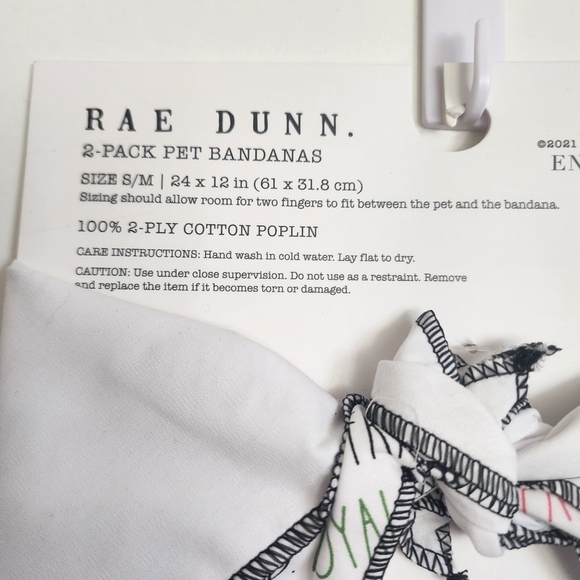 RAE DUNN.
©2021
EN
2-PACK PET BANDANAS
SIZE S/M | 24 x 12 in (61 x 31.8 cm)
Sizing should allow room for two fingers to fit between the pet and the bandana.
100% 2-PLY COTTON POPLIN
CARE INSTRUCTIONS: Hand wash in cold water. Lay flat to dry.
CAUTION: Use under close supervision. Do not use as a restraint. Remove
and replace the item if it becomes torn or damaged.
YAL